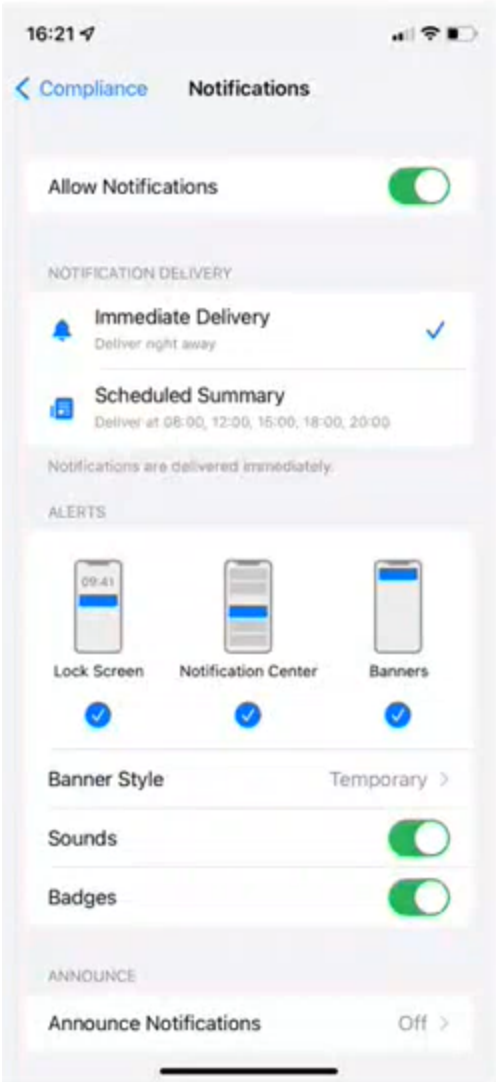 16:21
Compliance Notifications
Allow Notifications
NOTIFICATION DELIVERY
Immediate Delivery
Deliver right away
Scheduled Summary
Deliver at 08:00, 12:00, 15:00, 18:00, 20:00
Notifications are delivered immediately.
ALERTS
09:41
Lock Screen Notification Center Banners
Banner Style Temporary
Sounds
Badges
ANNOUNCE
Announce Notifications Off